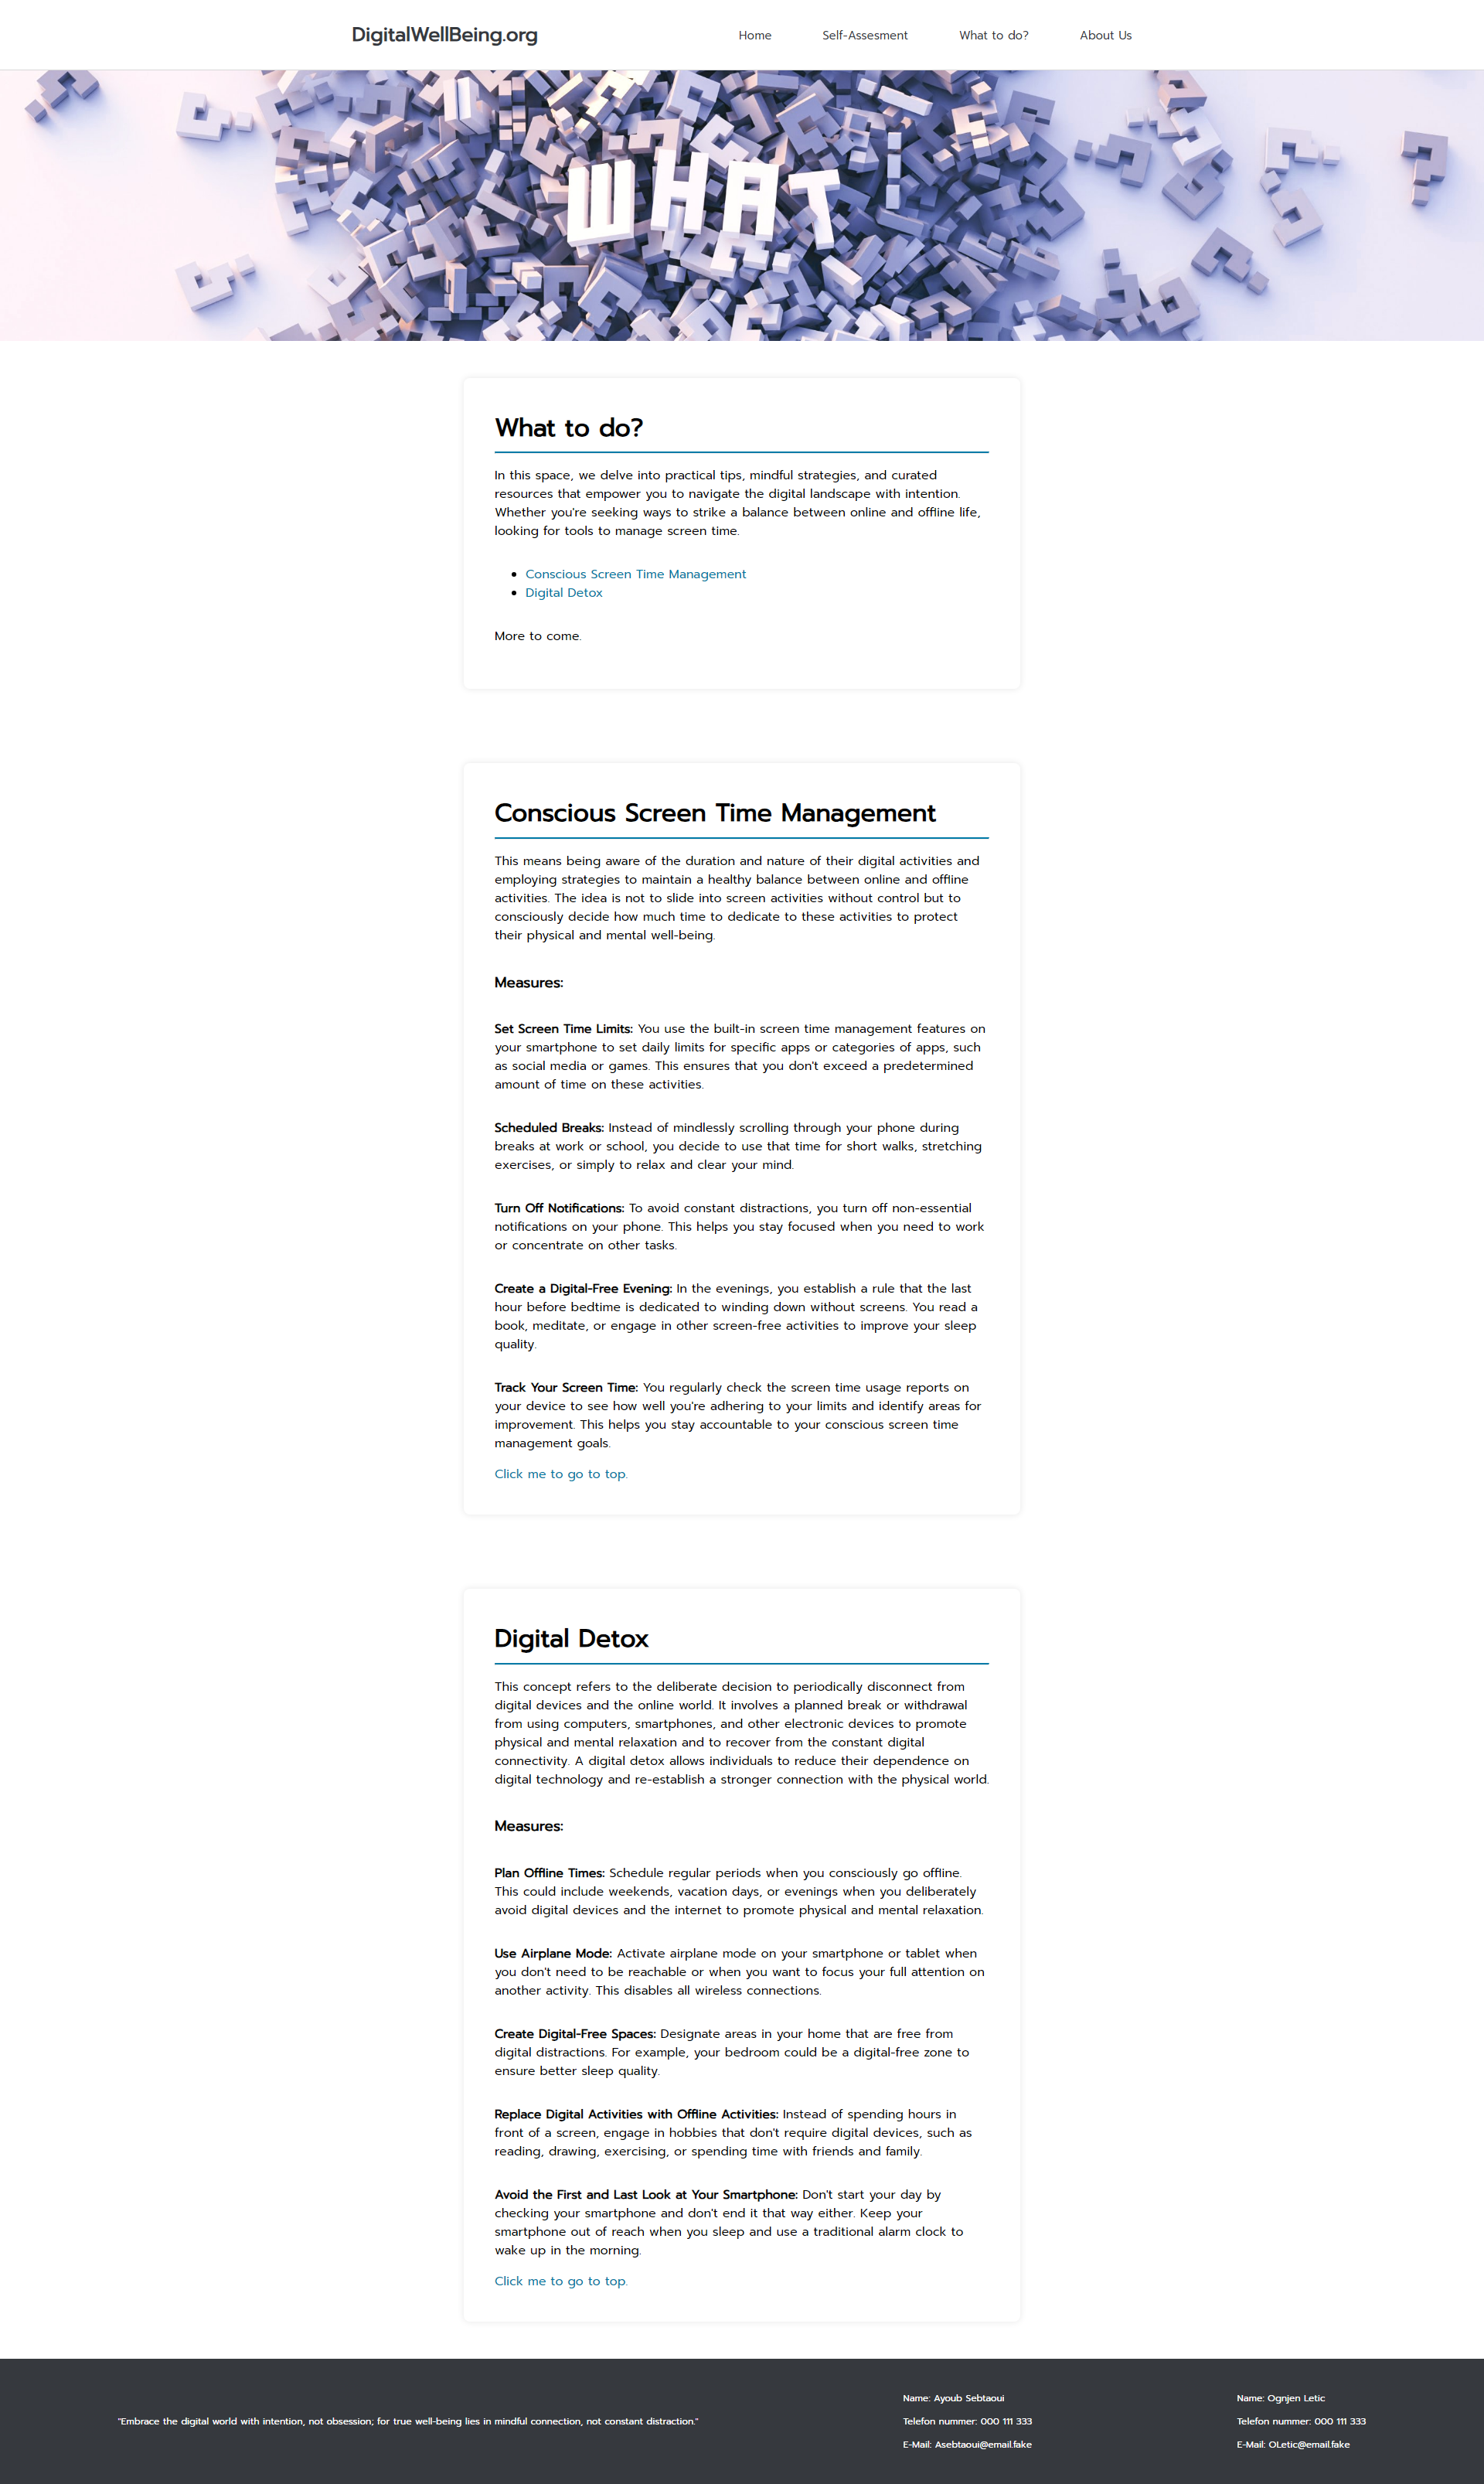 DigitalWellBeing.org
Home
Self-Assesment
What to do?
About Us
WHAT
?
What to do?
In this space, we delve into practical tips, mindful strategies, and curated
resources that empower you to navigate the digital landscape with intention.
Whether you're seeking ways to strike a balance between online and offline life,
looking for tools to manage screen time.
Conscious Screen Time Management
Digital Detox
More to come.
Conscious Screen Time Management
This means being aware of the duration and nature of their digital activities and
employing strategies to maintain a healthy balance between online and offline
activities. The idea is not to slide into screen activities without control but to
consciously decide how much time to dedicate to these activities to protect
their physical and mental well-being.
Measures:
Set Screen Time Limits: You use the built-in screen time management features on
your smartphone to set daily limits for specific apps or categories of apps, such
as social media or games. This ensures that you don't exceed a predetermined
amount of time on these activities.
Scheduled Breaks: Instead of mindlessly scrolling through your phone during
breaks at work or school, you decide to use that time for short walks, stretching
exercises, or simply to relax and clear your mind.
Turn Off Notifications: To avoid constant distractions, you turn off non-essential
notifications on your phone. This helps you stay focused when you need to work
or concentrate on other tasks.
Create a Digital-Free Evening: In the evenings, you establish a rule that the last
hour before bedtime is dedicated to winding down without screens. You read a
book, meditate, or engage in other screen-free activities to improve your sleep
quality.
Track Your Screen Time: You regularly check the screen time usage reports on
your device to see how well you're adhering to your limits and identify areas for
improvement. This helps you stay accountable to your conscious screen time
management goals.
Click me to go to top.
Digital Detox
This concept refers to the deliberate decision to periodically disconnect from
digital devices and the online world. It involves a planned break or withdrawal
from using computers, smartphones, and other electronic devices to promote
physical and mental relaxation and to recover from the constant digital
connectivity. A digital detox allows individuals to reduce their dependence on
digital technology and re-establish a stronger connection with the physical world.
Measures:
Plan Offline Times: Schedule regular periods when you consciously go offline.
This could include weekends, vacation days, or evenings when you deliberately
avoid digital devices and the internet to promote physical and mental relaxation.
Use Airplane Mode: Activate airplane mode on your smartphone or tablet when
you don't need to be reachable or when you want to focus your full attention on
another activity. This disables all wireless connections.
Create Digital-Free Spaces: Designate areas in your home that are free from
digital distractions. For example, your bedroom could be a digital-free zone to
ensure better sleep quality.
Replace Digital Activities with Offline Activities: Instead of spending hours in
front of a screen, engage in hobbies that don't require digital devices, such as
reading, drawing, exercising, or spending time with friends and family.
Avoid the First and Last Look at Your Smartphone: Don't start your day by
checking your smartphone and don't end it that way either. Keep your
smartphone out of reach when you sleep and use a traditional alarm clock to
wake up in the morning.
Click me to go to top.
"Embrace the digital world with intention, not obsession; for true well-being lies in mindful connection, not constant distraction."
Name: Ayoub Sebtaoui
Telefon nummer: 000 111 333
E-Mail: Asebtaoui@email.fake
Name: Ognjen Letic
Telefon nummer: 000 111 333
E-Mail: OLetic@email.fake